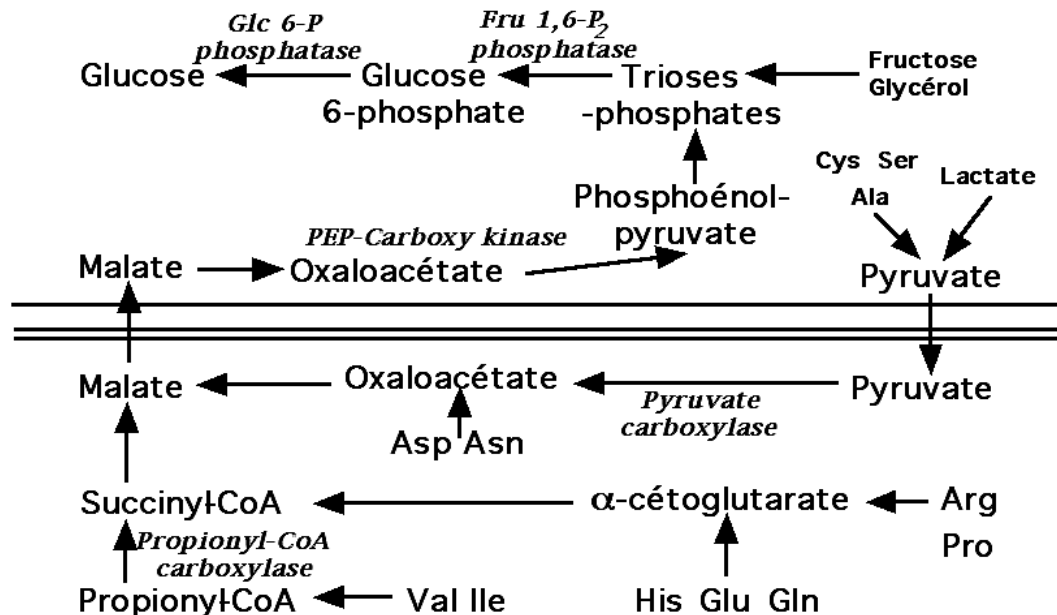 Glc 6-P
phosphatase
Fru 1,6-P2
phosphatase
Glucose
Glucose
6-phosphate
Trioses
-phosphates
Fructose
Glycérol
Cys Ser
Ala
Lactate
Phosphoénol-
pyruvate
PEP-Carboxy kinase
Malate
Oxaloacétate
Pyruvate
Malate
Oxaloacétate
Pyruvate
Pyruvate
carboxylase
Asp Asn
Succinyl-CoA
α-cétoglutarate
Arg
Pro
Propionyl-CoA
carboxylase
Propionyl-CoA
Val Ile
His Glu Gln